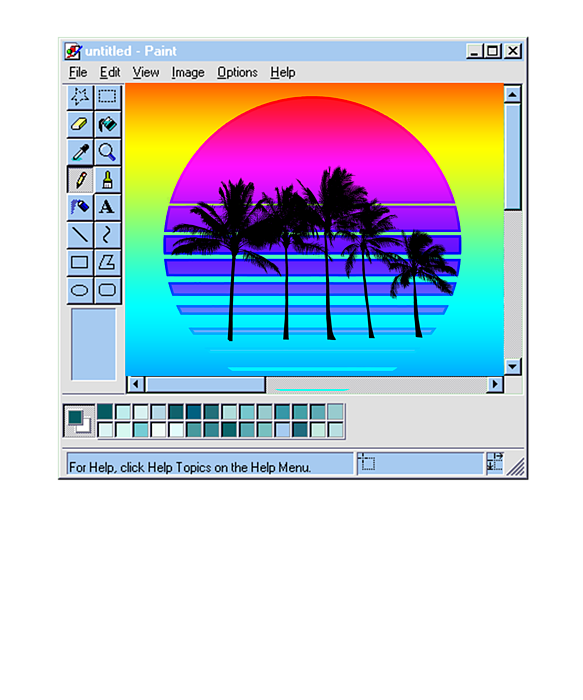 untitled - Paint
File Edit View Image Options Help
A
For Help, click Help Topics on the Help Menu.